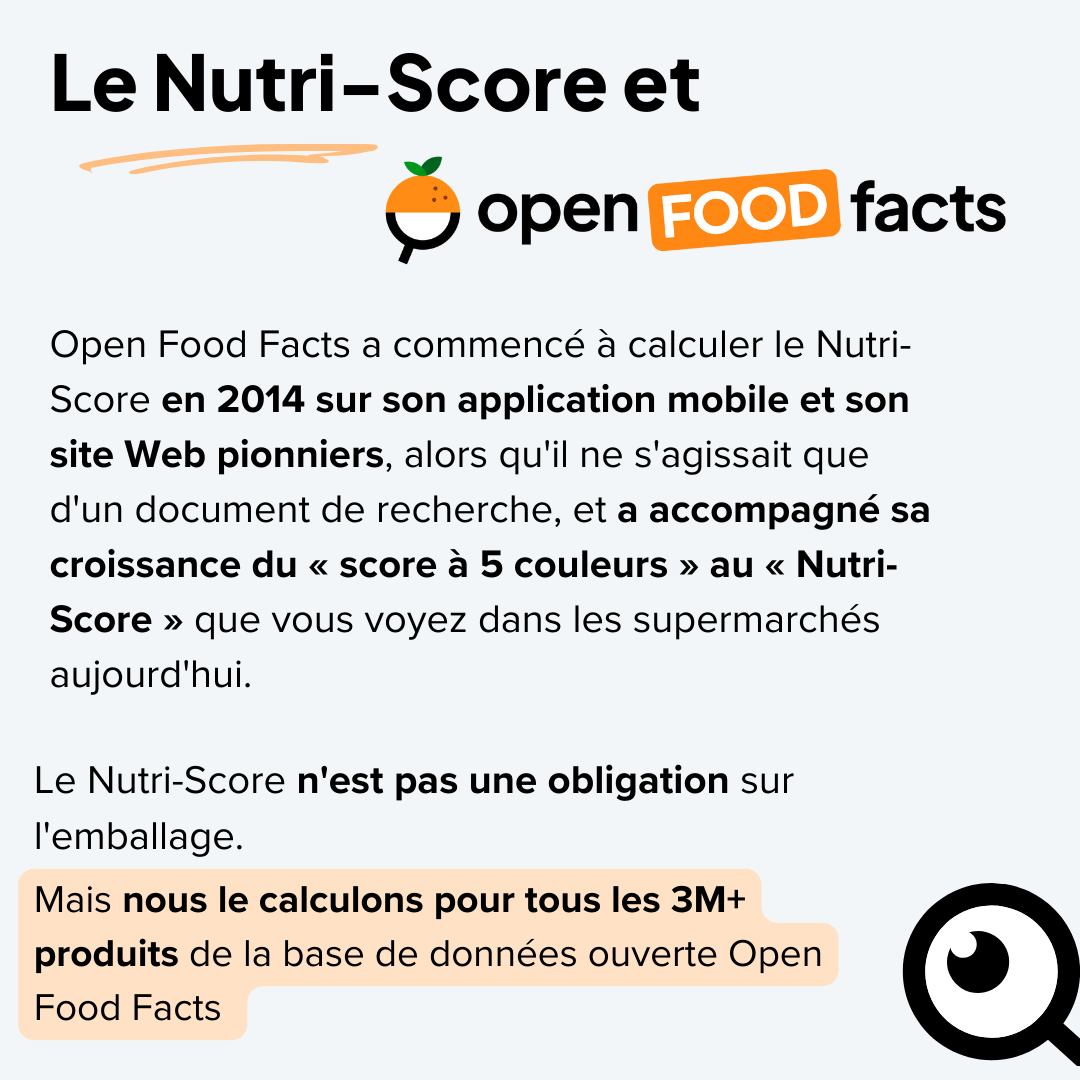 Le Nutri-Score et
open FOOD facts
Open Food Facts a commencé à calculer le Nutri-
Score en 2014 sur son application mobile et son
site Web pionniers, alors qu'il ne s'agissait que
d'un document de recherche, et a accompagné sa
croissance du « score à 5 couleurs » au « Nutri-
Score » que vous voyez dans les supermarchés
aujourd'hui.
Le Nutri-Score n'est pas une obligation sur
l'emballage.
Mais nous le calculons pour tous les 3M+
produits de la base de données ouverte Open
Food Facts